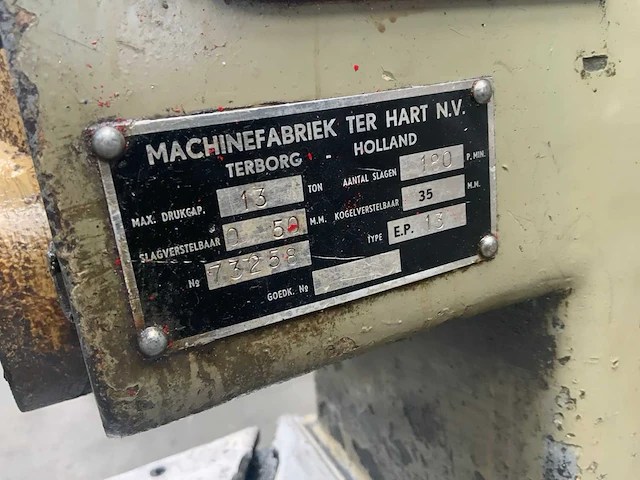 MACHINEFABRIEK TER HART N.V.
TERBORG - HOLLAND
MAX. DRUKCAP. 13 TON AANTAL SLAGEN 180 P. MIN.
SLAGVERSTELBAAR 0 50 M.M. KOGELVERSTELBAAR 35 M.M.
No 73258 TYPE E.P. 13
GOEDK. No